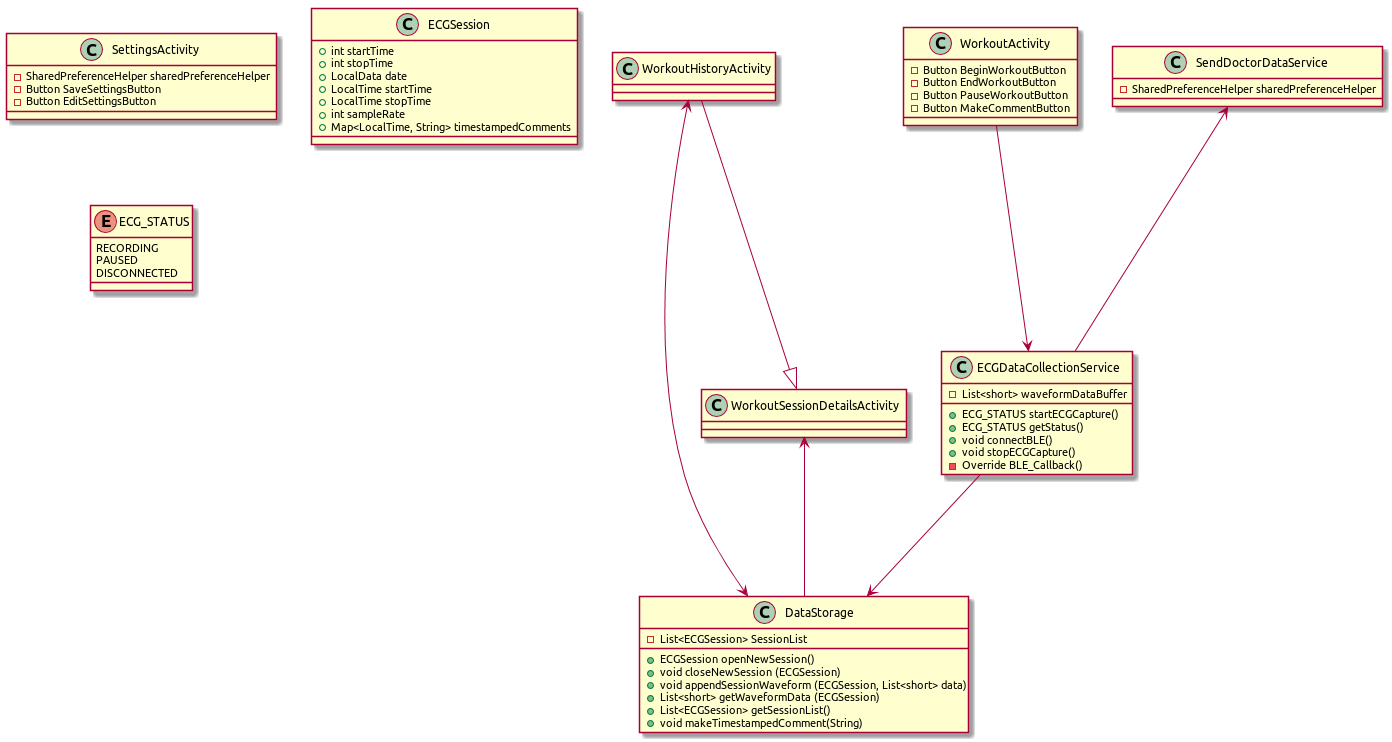 C SettingsActivity
SharedPreferenceHelper sharedPreferenceHelper
Button SaveSettingsButton
Button EditSettingsButton
C ECGSession
int startTime
int stopTime
LocalData date
LocalTime startTime
LocalTime stopTime
int sampleRate
Map<LocalTime, String> timestampedComments
C WorkoutHistoryActivity
C WorkoutActivity
Button BeginWorkoutButton
Button EndWorkoutButton
Button PauseWorkoutButton
Button MakeCommentButton
C SendDoctorDataService
SharedPreferenceHelper sharedPreferenceHelper
E ECG_STATUS
RECORDING
PAUSED
DISCONNECTED
C WorkoutSessionDetailsActivity
C ECGDataCollectionService
List<short> waveformDataBuffer
ECG_STATUS startECGCapture()
ECG_STATUS getStatus()
void connectBLE()
void stopECGCapture()
Override BLE_Callback()
C DataStorage
List<ECGSession> SessionList
ECGSession openNewSession()
void closeNewSession (ECGSession)
void appendSessionWaveform (ECGSession, List<short> data)
List<short> getWaveformData (ECGSession)
List<ECGSession> getSessionList()
void makeTimestampedComment(String)